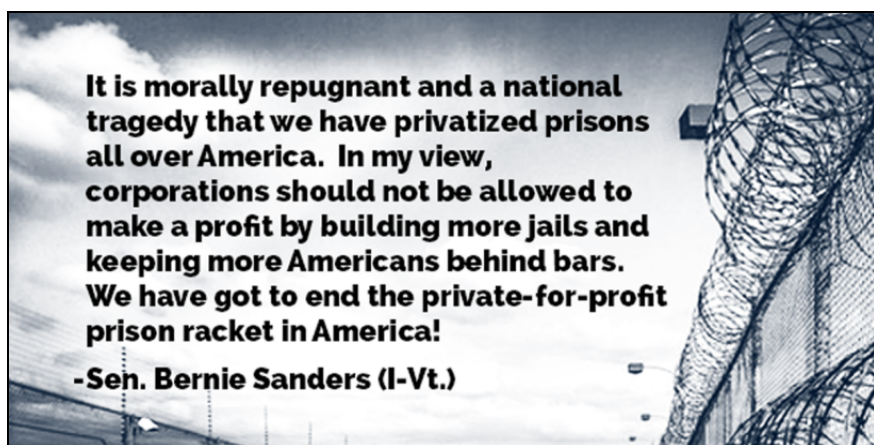 It is morally repugnant and a national
tragedy that we have privatized prisons
all over America.  In my view,
corporations should not be allowed to
make a profit by building more jails and
keeping more Americans behind bars.
We have got to end the private-for-profit
prison racket in America!
-Sen. Bernie Sanders (I-Vt.)